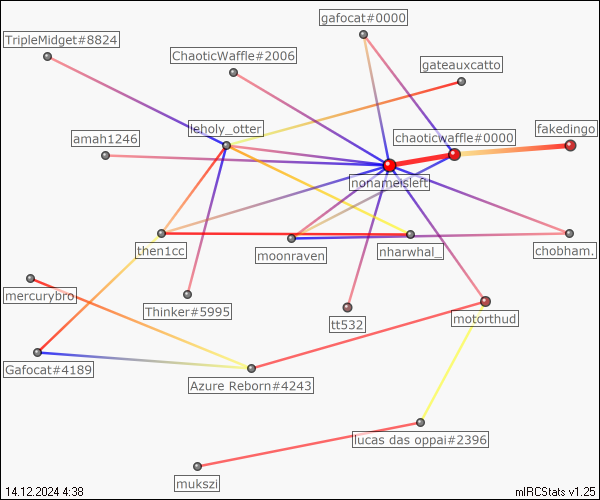 gafocat#0000
TripleMidget#8824
ChaoticWaffle#2006
gateauxcatto
leholy_otter
fakedingo
amah1246
chaoticwaffle#0000
nonameisleft
then1cc
moonraven
nharwhal_
chobham.
mercurybro
Thinker#5995
tt532
motorthud
Gafocat#4189
Azure Reborn#4243
lucas das oppai#2396
mukszi
14.12.2024 4:38
mIRCStats v1.25